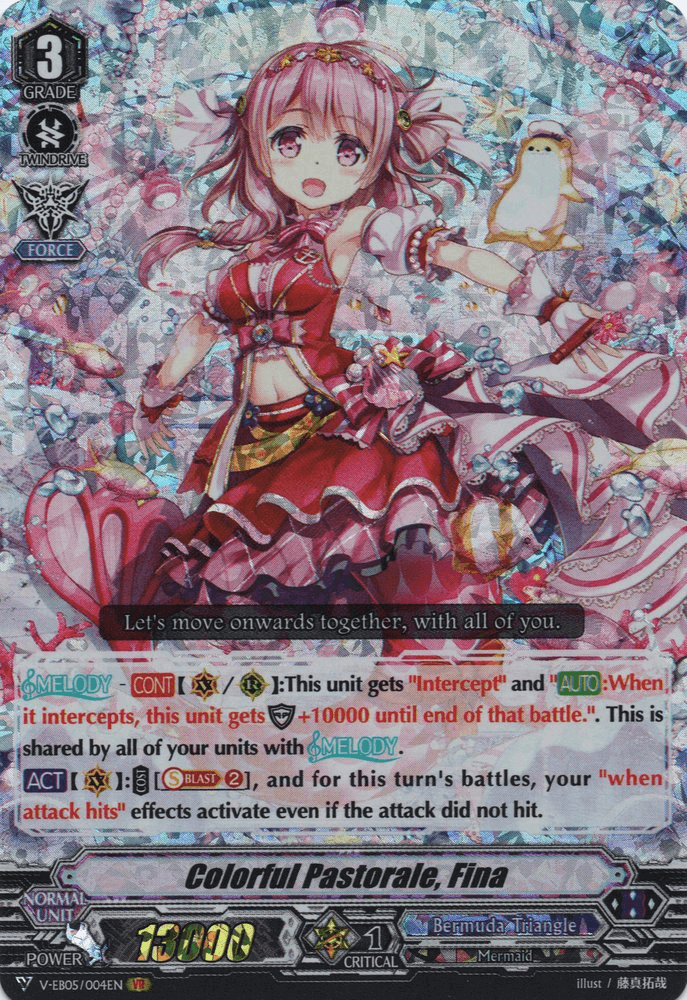 3
GRADE
TWINDRIVE
FORCE
Let's move onwards together, with all of you.
MELODY - CONT【 / 】:This unit gets "Intercept" and "AUTO:When
it intercepts, this unit gets +10000 until end of that battle.". This is
shared by all of your units with MELODY.
ACT【 】:COST[S BLAST 2], and for this turn's battles, your "when
attack hits" effects activate even if the attack did not hit.
Colorful Pastorale, Fina
NORMAL
UNIT
POWER 13000
1
CRITICAL
Bermuda Triangle
Mermaid
V-EB05/004EN VR
illust / 藤真拓哉